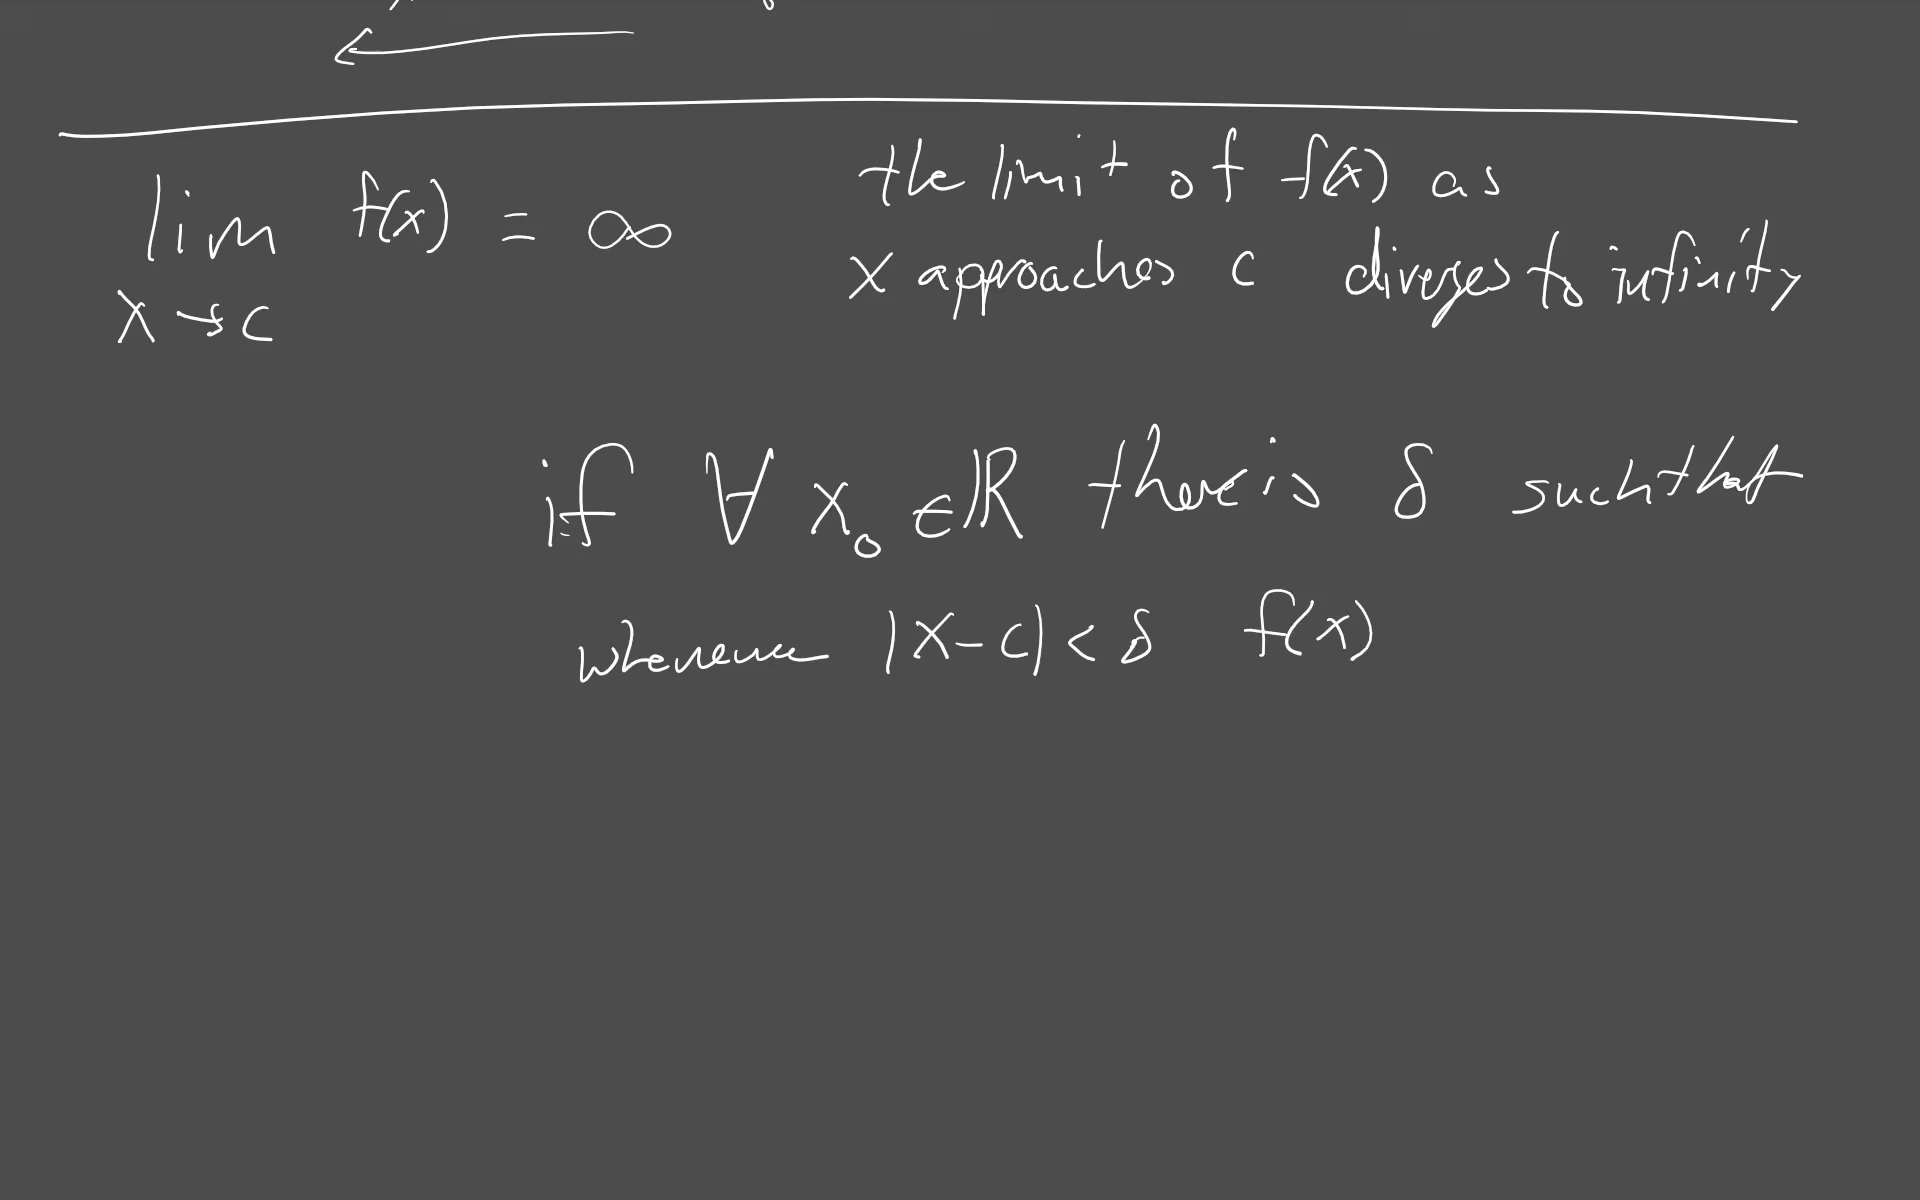 lim f(x) = ∞
x → c
the limit of f(x) as
x approaches c diverges to infinity
if ∀ x₀ ∈ ℝ there is δ such that
whenever |x-c| < δ f(x)